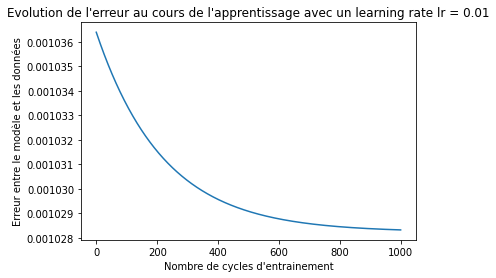 Evolution de l'erreur au cours de l'apprentissage avec un learning rate lr = 0.01
Erreur entre le modèle et les données
0.001036
0.001035
0.001034
0.001033
0.001032
0.001031
0.001030
0.001029
0.001028
0 200 400 600 800 1000
Nombre de cycles d'entrainement